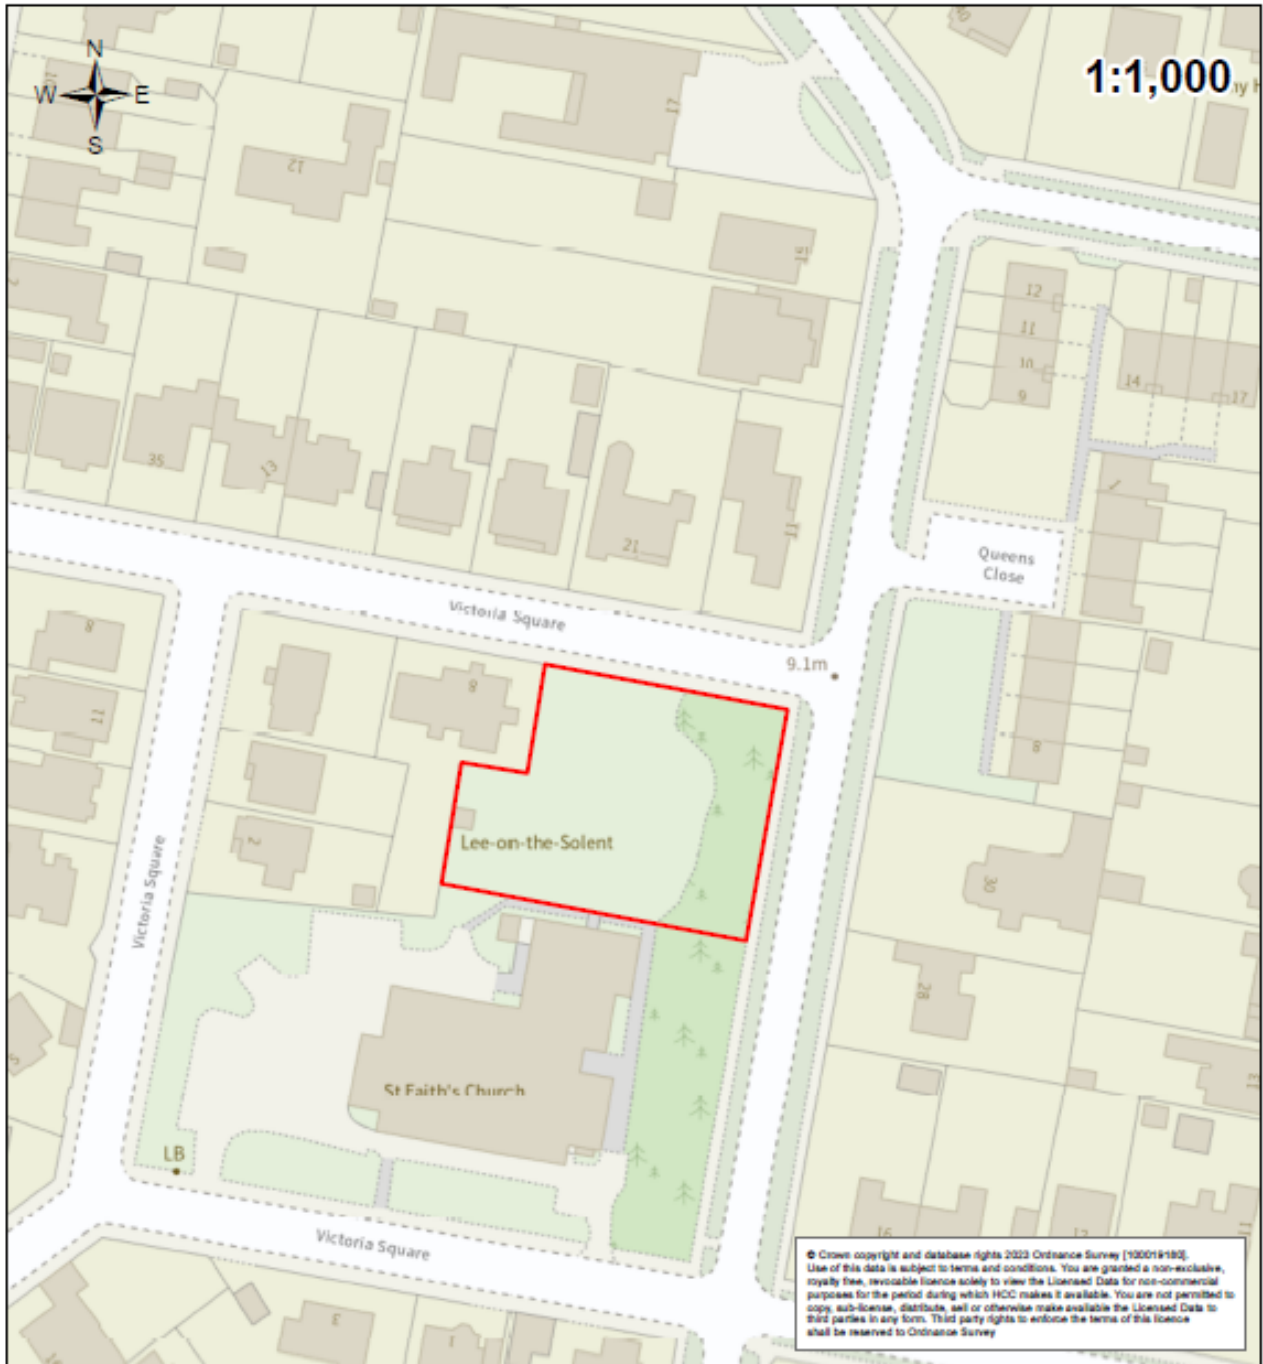 N
W E
S
1:1,000
17
12
15
12
11
10
9
14
17
35
13
21
11
1
Queens
Close
Victoria Square
9.1m
8
8
11
8
2
Lee-on-the-Solent
Victoria Square
30
28
St Faith's Church
13
5
LB
Victoria Square
16
12
11
3
1
© Crown copyright and database rights 2023 Ordnance Survey [100019180].
Use of this data is subject to terms and conditions. You are granted a non-exclusive,
royalty free, revocable licence solely to view the Licensed Data for non-commercial
purposes for the period during which HCC makes it available. You are not permitted to
copy, sub-license, distribute, sell or otherwise make available the Licensed Data to
third parties in any form. Third party rights to enforce the terms of this licence
shall be reserved to Ordnance Survey